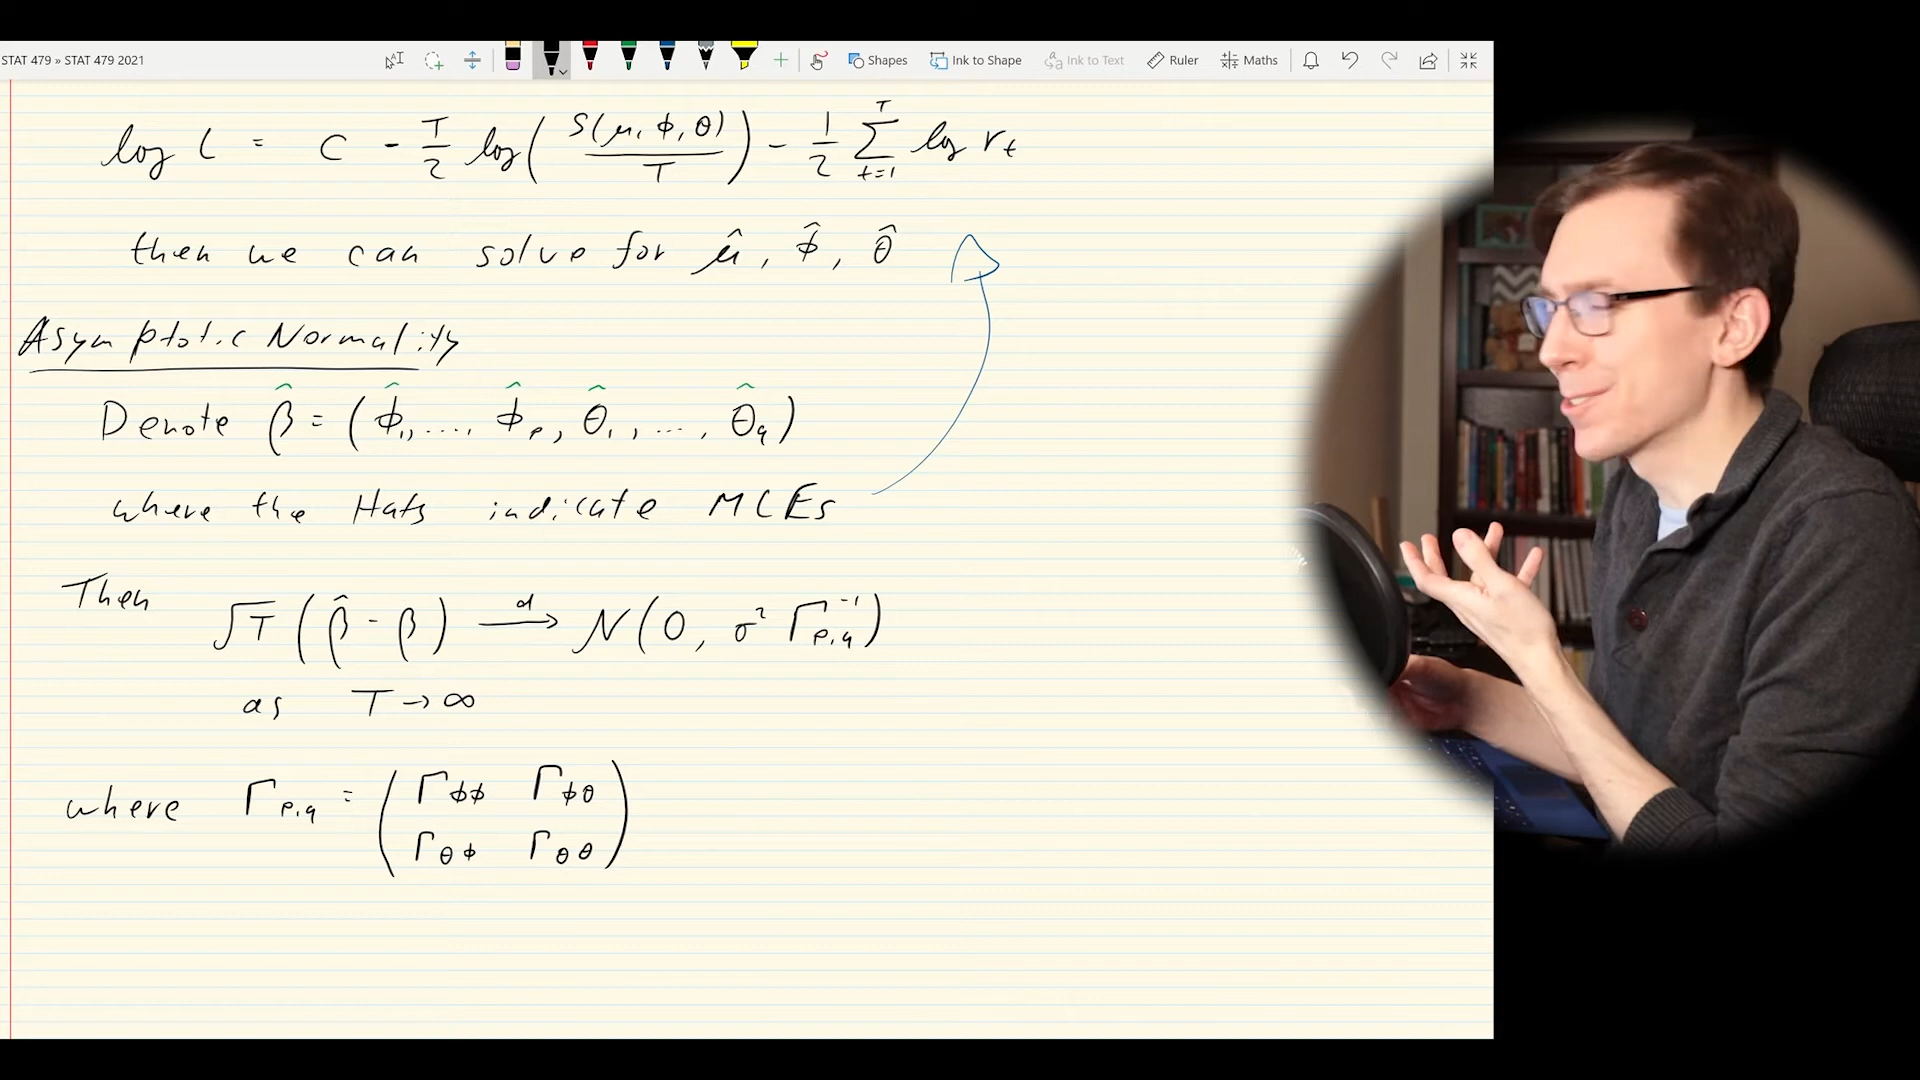 STAT 479 » STAT 479 2021
Shapes Ink to Shape Ink to Text Ruler Maths
log L = C - T/2 log( S(μ, φ, θ) / T ) - 1/2 Σ_{t=1}^{T} log r_t
then we can solve for μ̂, φ̂, θ̂
Asymptotic Normality
Denote β̂ = (φ̂_1, ..., φ̂_p, θ̂_1, ..., θ̂_q)
where the Hats indicate MLEs
Then
√T (β̂ - β) →^d N(0, σ² Γ_{p,q}^{-1})
as T → ∞
where Γ_{p,q} = ( Γ_φφ Γ_φθ
Γ_θφ Γ_θθ )